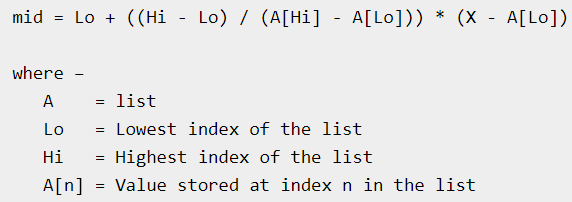 mid = Lo + ((Hi - Lo) / (A[Hi] - A[Lo])) * (X - A[Lo])
where –
A = list
Lo = Lowest index of the list
Hi = Highest index of the list
A[n] = Value stored at index n in the list